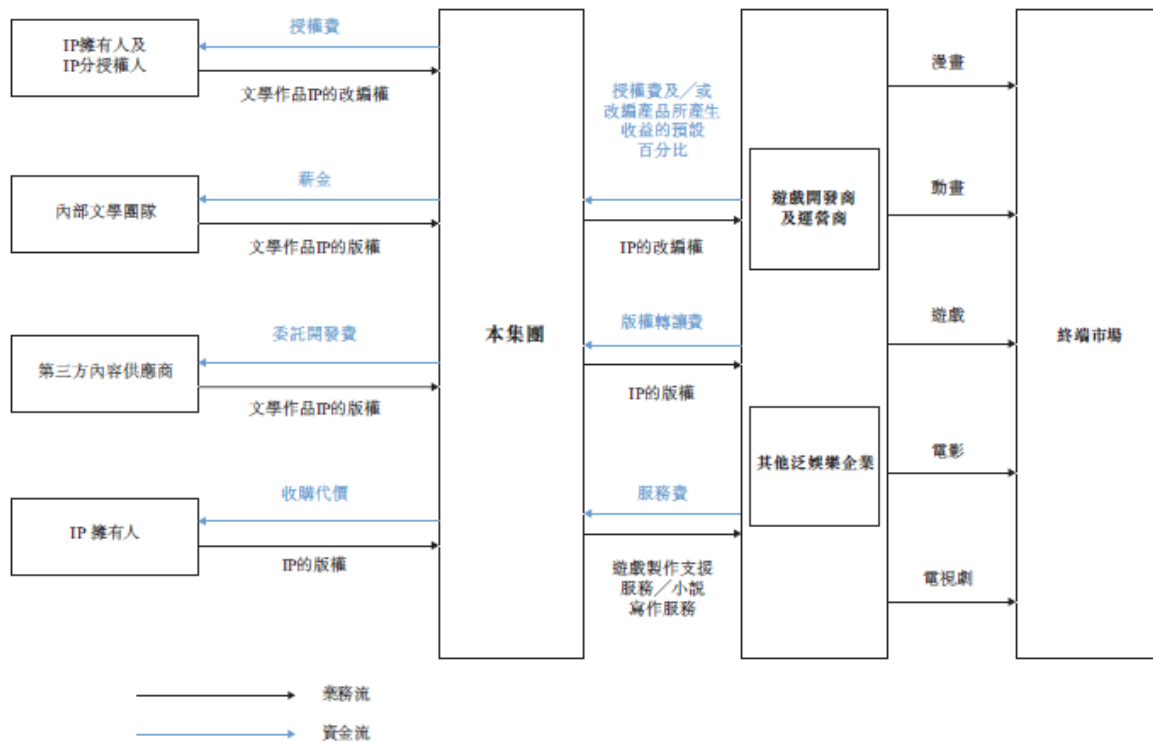 IP擁有人及
IP分授權人
授權費
文學作品IP的改編權
內部文學團隊
薪金
文學作品IP的版權
第三方內容供應商
委託開發費
文學作品IP的版權
IP 擁有人
收購代價
IP的版權
本集團
授權費及／或
改編產品所產生
收益的預設
百分比
IP的改編權
版權轉讓費
IP的版權
服務費
遊戲製作支援
服務／小說
寫作服務
遊戲開發商
及運營商
其他泛娛樂企業
漫畫
動畫
遊戲
電影
電視劇
終端市場
業務流
資金流